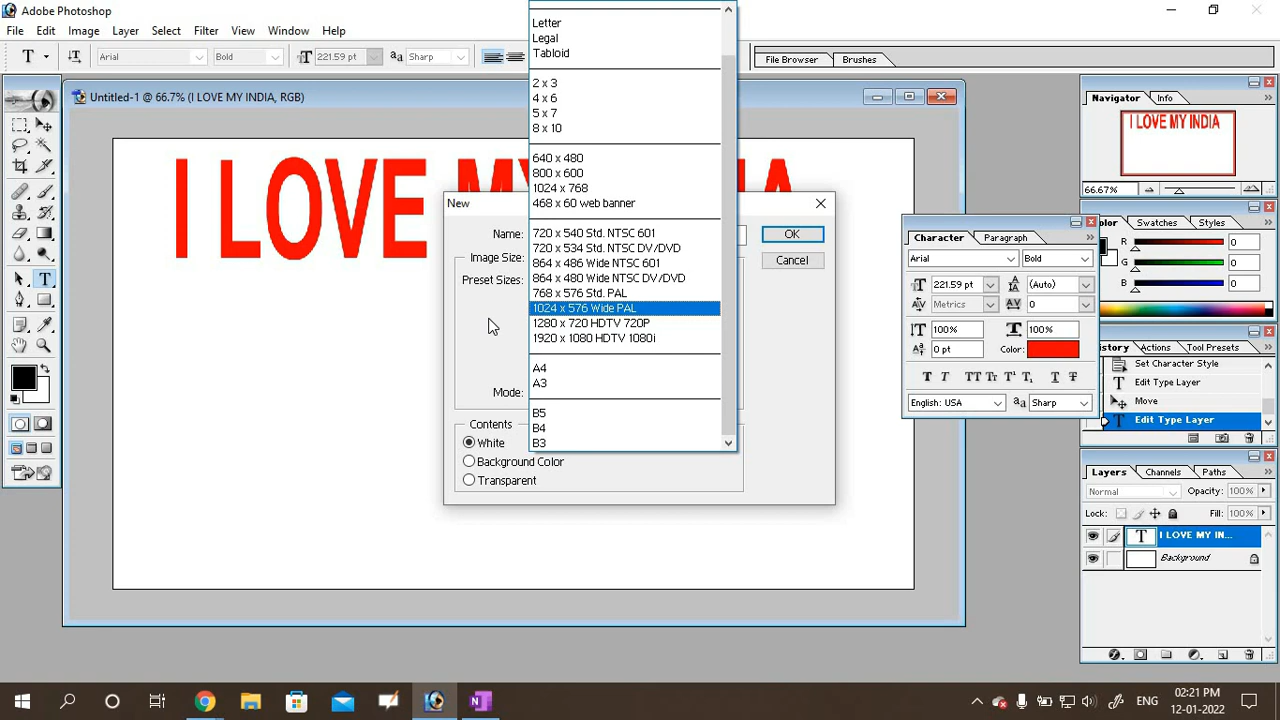 Adobe Photoshop
File Edit Image Layer Select Filter View Window Help
Arial Bold 221.59 pt Sharp File Browser Brushes
Untitled-1 @ 66.7% (I LOVE MY INDIA, RGB)
I LOVE
Letter
Legal
Tabloid
2 x 3
4 x 6
5 x 7
8 x 10
640 x 480
800 x 600
1024 x 768
468 x 60 web banner
720 x 540 Std. NTSC 601
720 x 534 Std. NTSC DV/DVD
864 x 486 Wide NTSC 601
864 x 480 Wide NTSC DV/DVD
768 x 576 Std. PAL
1024 x 576 Wide PAL
1280 x 720 HDTV 720P
1920 x 1080 HDTV 1080i
A4
A3
B5
B4
B3
New
Name:
Image Size:
Preset Sizes:
Mode:
Contents
White
Background Color
Transparent
OK
Cancel
Character Paragraph
Arial Bold
221.59 pt (Auto)
Metrics 0
100% 100%
0 pt Color:
T T TT Tt T¹ T₁ T T
English: USA Sharp
Navigator Info
I LOVE MY INDIA
66.67%
Color Swatches Styles
R 0
G 0
B 0
History Actions Tool Presets
Set Character Style
Edit Type Layer
Move
Edit Type Layer
Layers Channels Paths
Normal Opacity: 100%
Lock: Fill: 100%
I LOVE MY IN...
Background
ENG 02:21 PM
12-01-2022